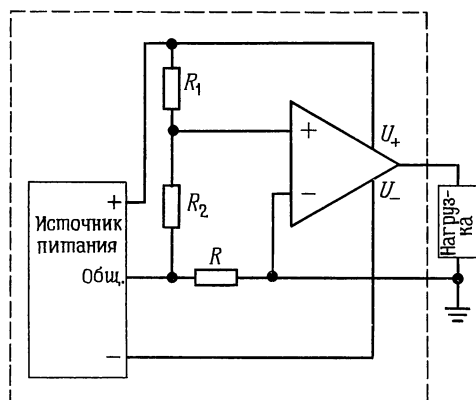 R₁
+
U₊
+
R₂
−
U₋
Источник
питания
Нагруз-
ка
Общ.
R
−